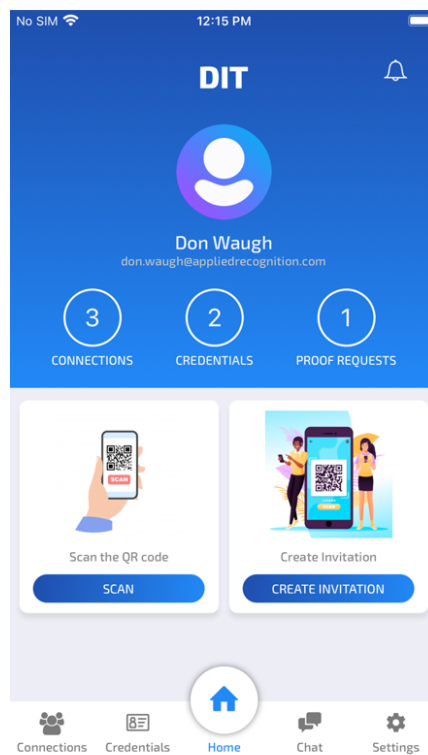 No SIM 12:15 PM
DIT
Don Waugh
don.waugh@appliedrecognition.com
3 2 1
CONNECTIONS CREDENTIALS PROOF REQUESTS
SCAN
Scan the QR code Create Invitation
SCAN CREATE INVITATION
Connections Credentials Home Chat Settings